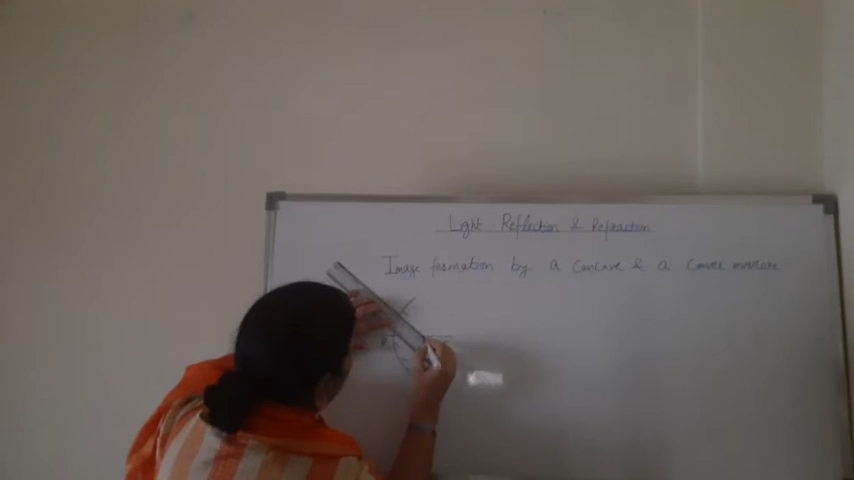 Light Reflection & Refraction
Image formation by a concave & a convex mirror